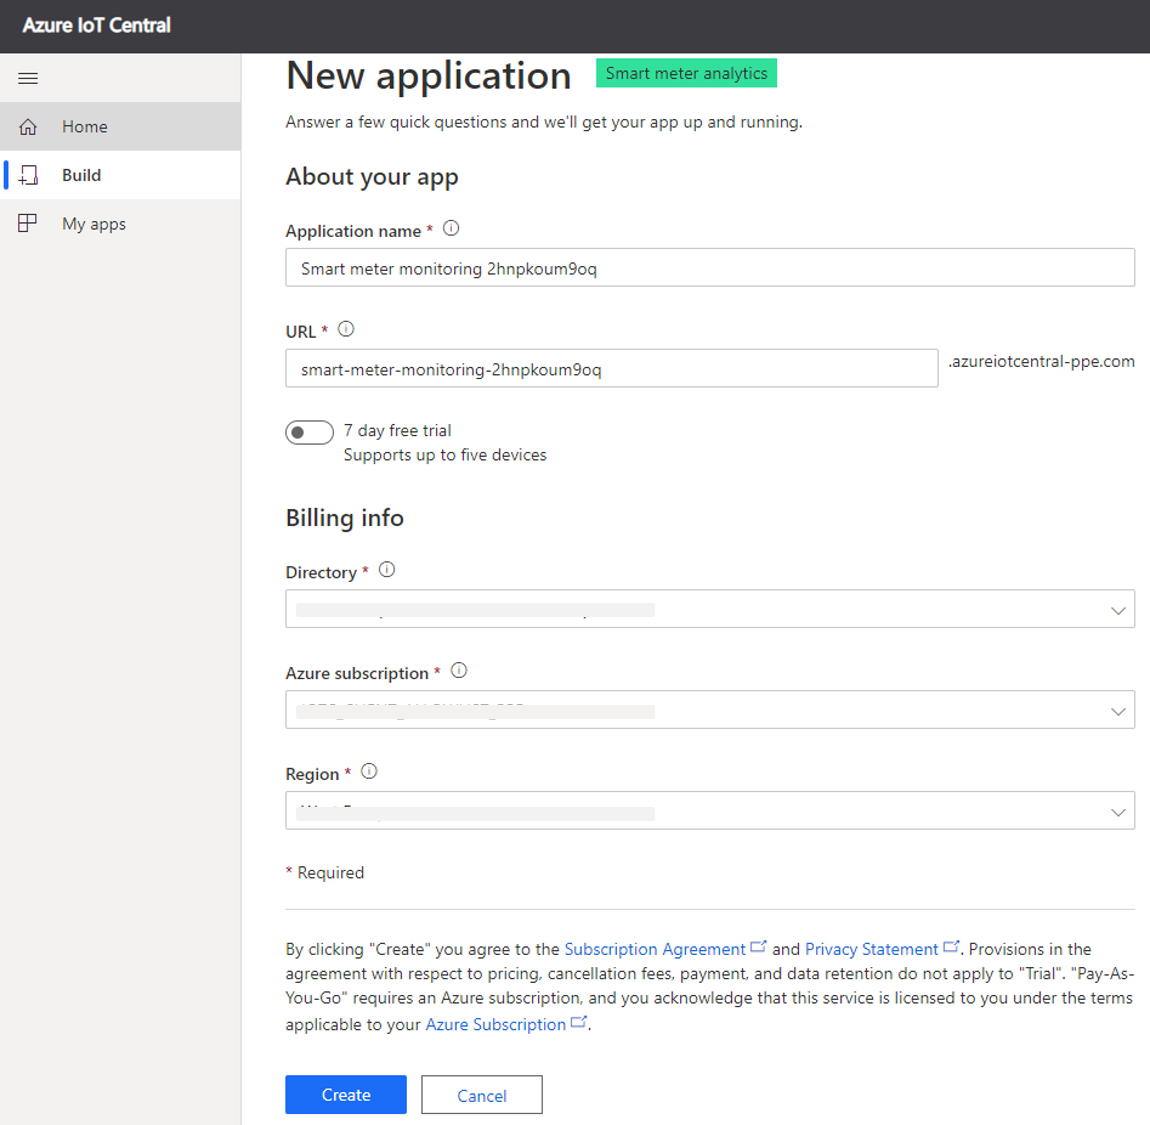 Azure IoT Central
New application
Smart meter analytics
Answer a few quick questions and we'll get your app up and running.
Home
Build
My apps
About your app
Application name *
Smart meter monitoring 2hnpkoum9oq
URL *
smart-meter-monitoring-2hnpkoum9oq
.azureiotcentral-ppe.com
7 day free trial
Supports up to five devices
Billing info
Directory *
Azure subscription *
Region *
* Required
By clicking "Create" you agree to the Subscription Agreement and Privacy Statement. Provisions in the
agreement with respect to pricing, cancellation fees, payment, and data retention do not apply to "Trial". "Pay-As-
You-Go" requires an Azure subscription, and you acknowledge that this service is licensed to you under the terms
applicable to your Azure Subscription.
Create
Cancel